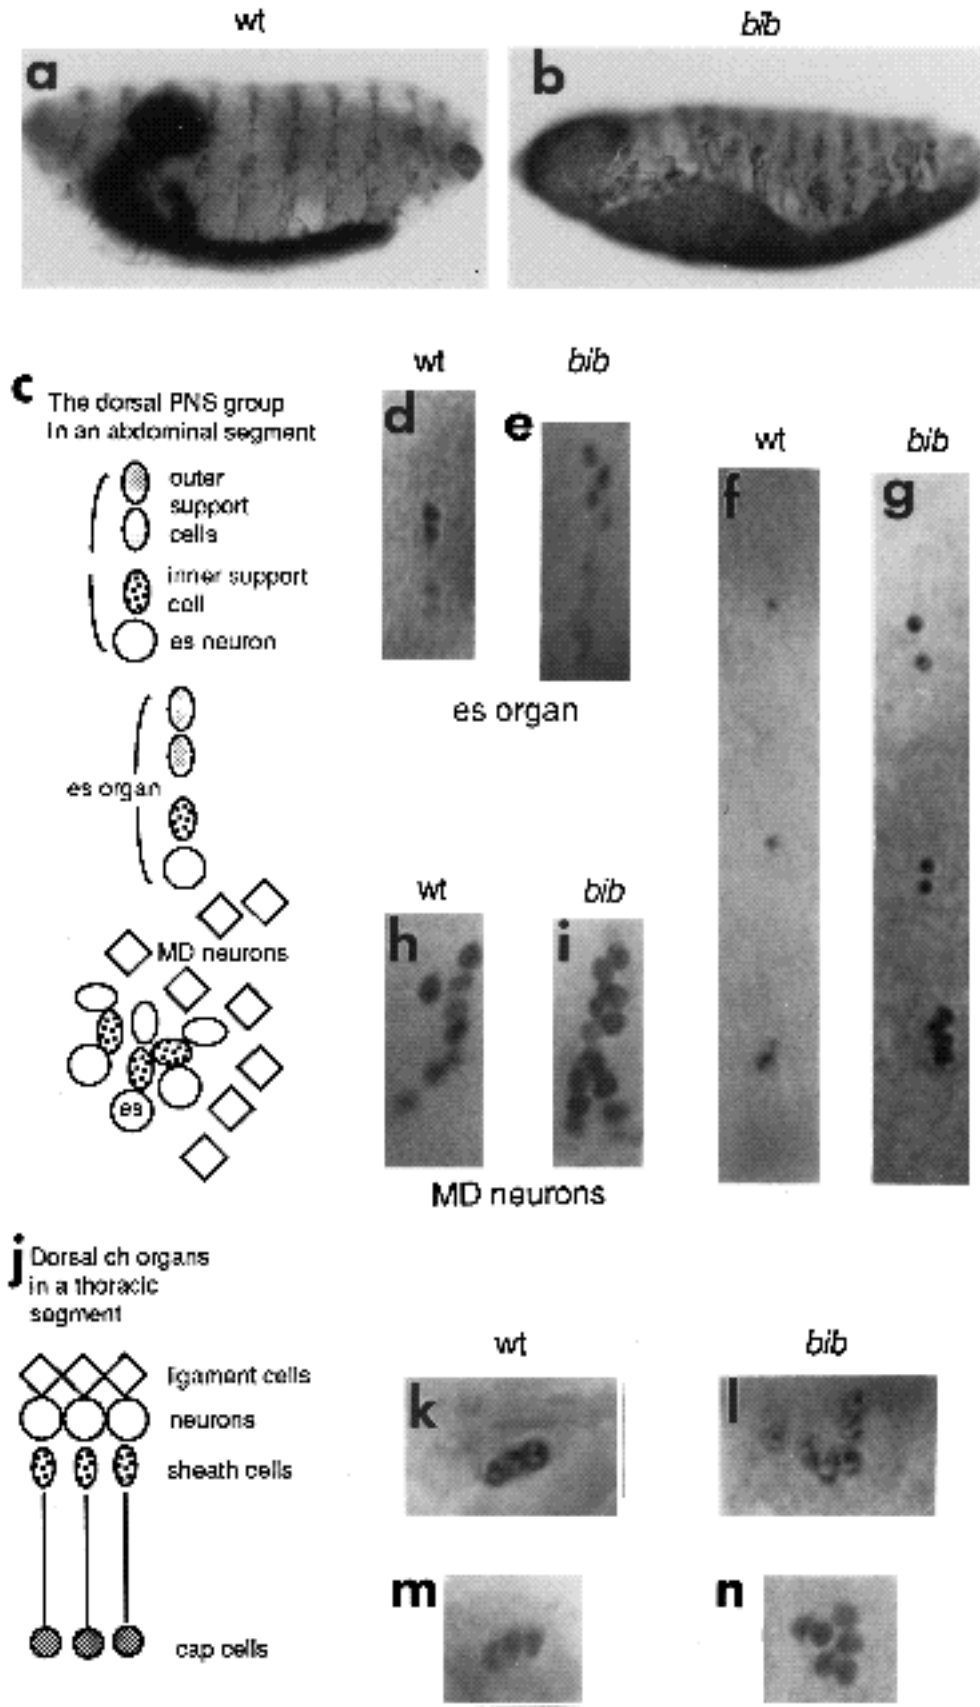 wt
bib
a
b
c
The dorsal PNS group
in an abdominal segment
outer
support
cells
inner support
cell
es neuron
es organ
MD neurons
es
wt
bib
d
e
es organ
wt
bib
f
g
wt
bib
h
i
MD neurons
j
Dorsal ch organs
in a thoracic
segment
ligament cells
neurons
sheath cells
cap cells
wt
bib
k
l
m
n